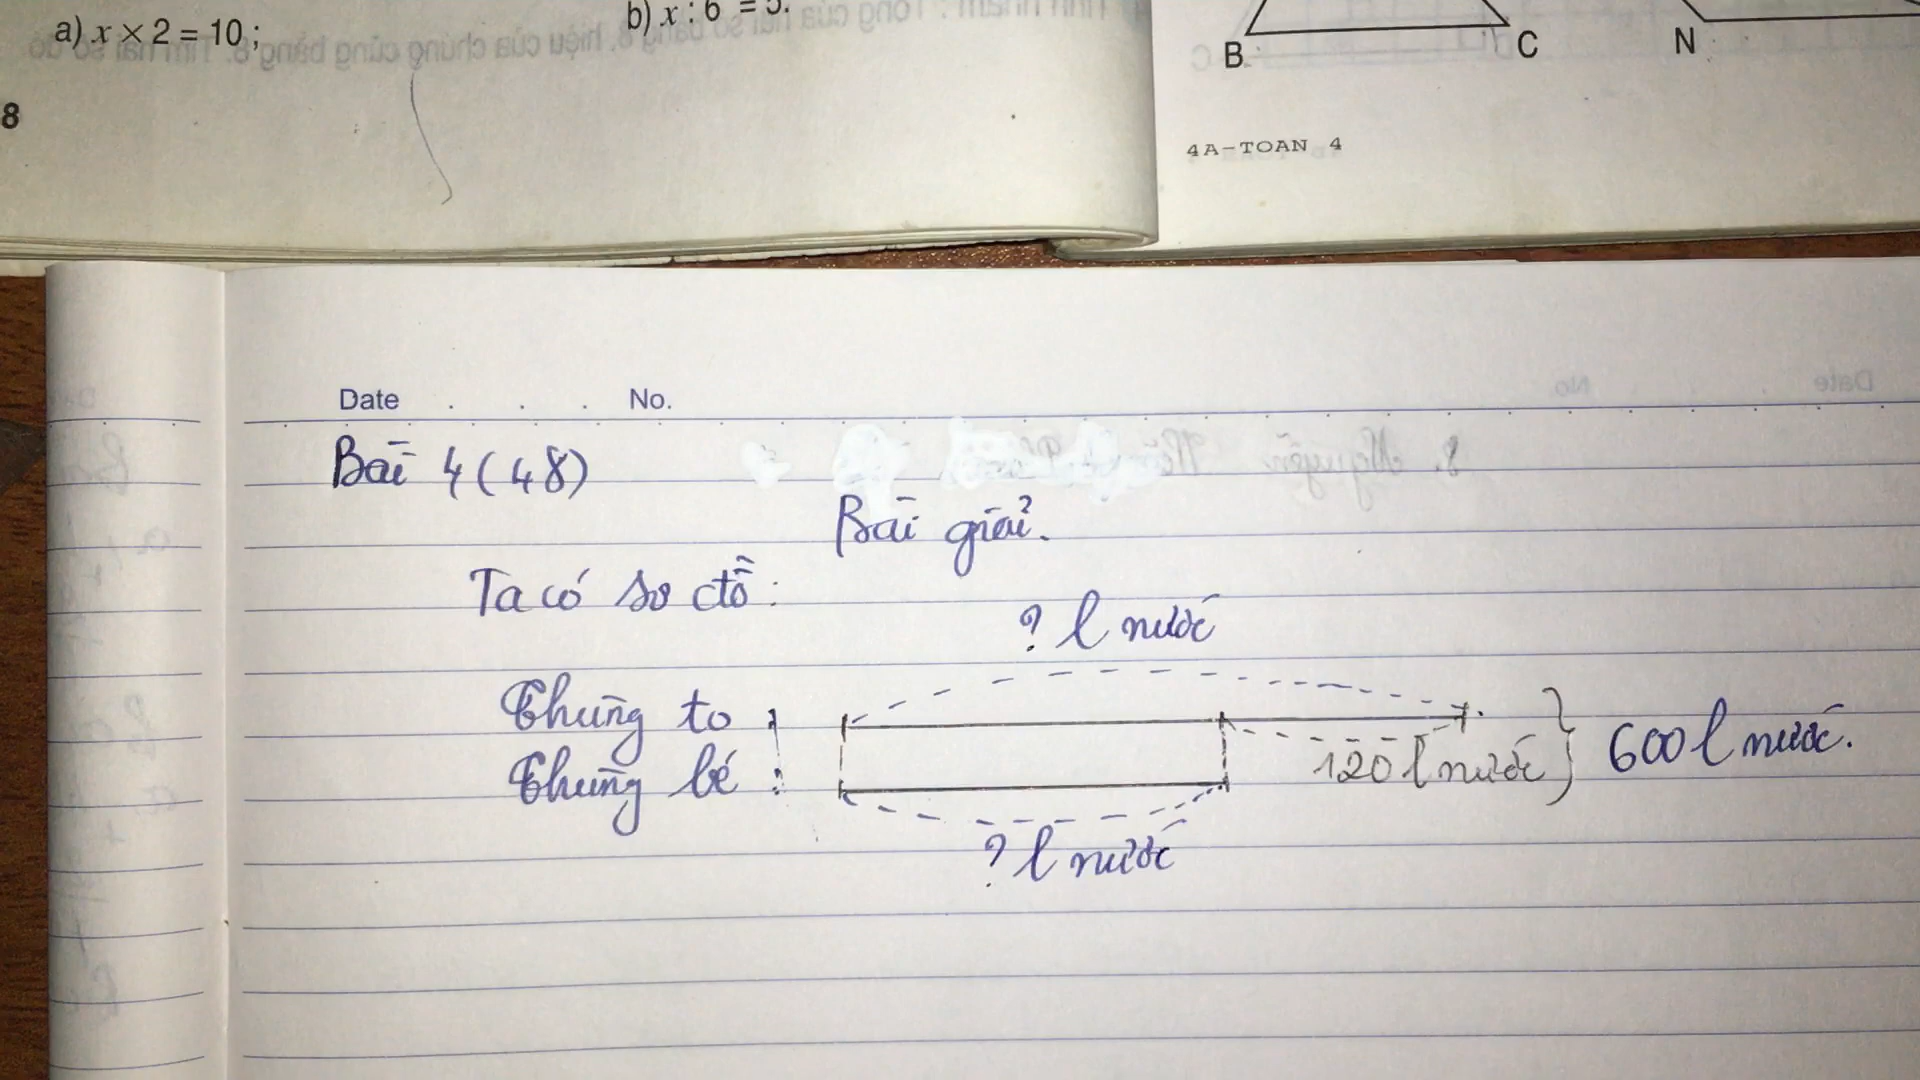 a) x × 2 = 10 ;
b) x : 6 = 5.
8
B C N
4A-TOAN 4
Date No.
Bài 4 (48)
Bài giải.
Ta có sơ đồ :
? l nước
Thùng to :
120 l nước
600 l nước.
Thùng bé :
? l nước